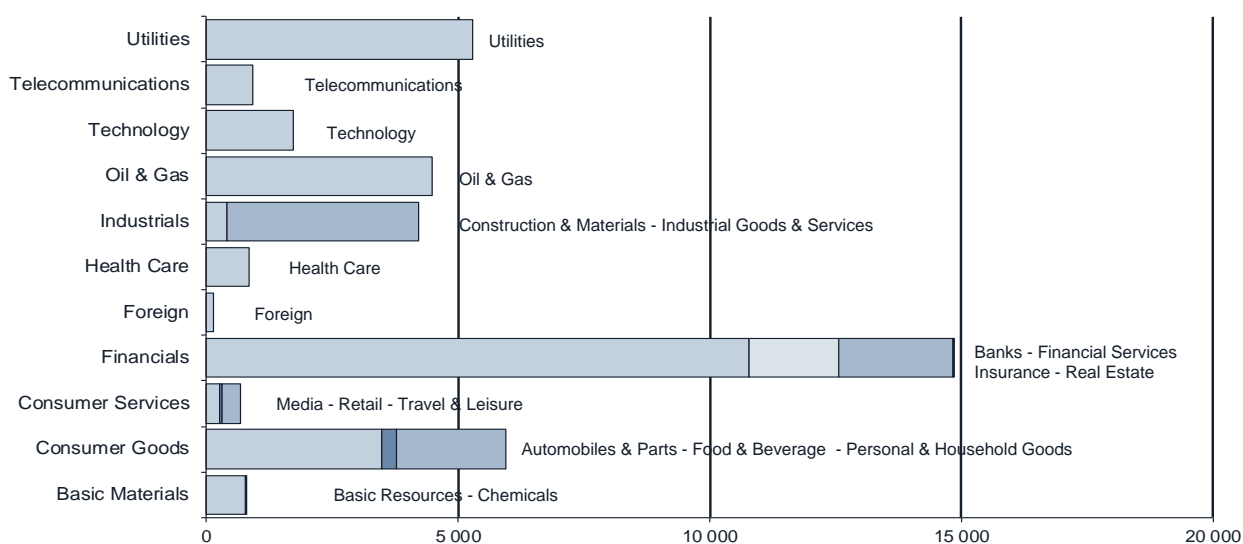 Utilities Utilities
Telecommunications Telecommunications
Technology Technology
Oil & Gas Oil & Gas
Industrials Construction & Materials - Industrial Goods & Services
Health Care Health Care
Foreign Foreign
Financials Banks - Financial Services
Insurance - Real Estate
Consumer Services Media - Retail - Travel & Leisure
Consumer Goods Automobiles & Parts - Food & Beverage - Personal & Household Goods
Basic Materials Basic Resources - Chemicals
0 5 000 10 000 15 000 20 000